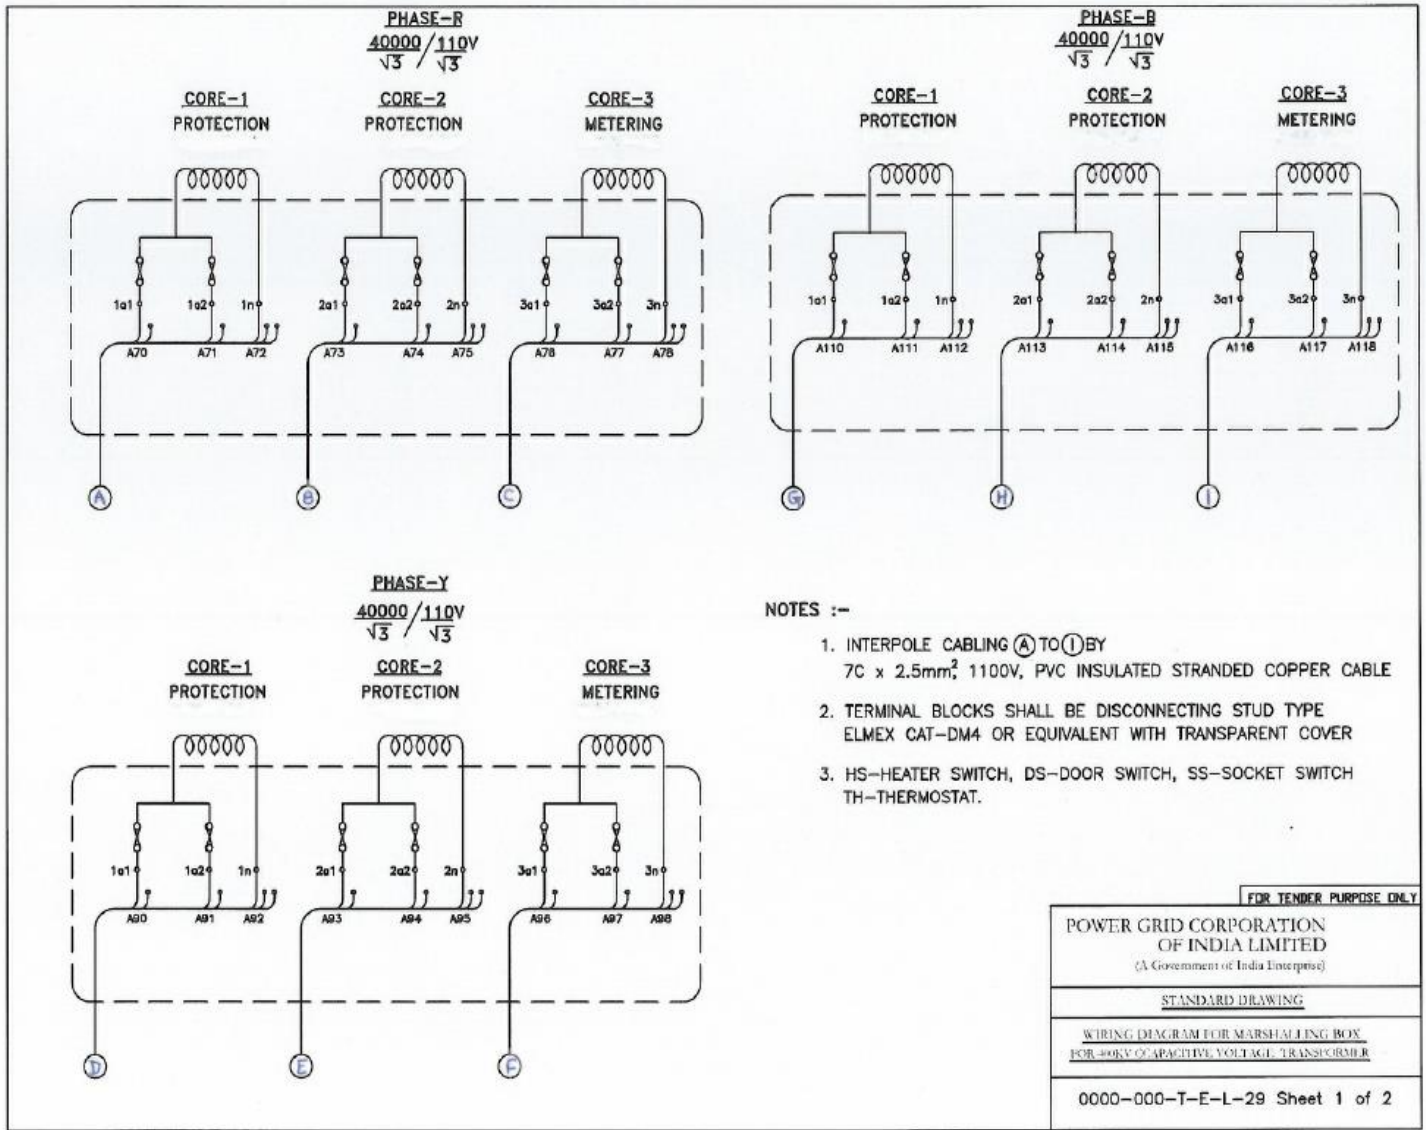 PHASE-R
40000/√3 / 110V/√3
CORE-1 CORE-2 CORE-3
PROTECTION PROTECTION METERING
1a1 1a2 1n 2a1 2a2 2n 3a1 3a2 3n
A70 A71 A72 A73 A74 A75 A76 A77 A78
A B C
PHASE-B
40000/√3 / 110V/√3
CORE-1 CORE-2 CORE-3
PROTECTION PROTECTION METERING
1a1 1a2 1n 2a1 2a2 2n 3a1 3a2 3n
A110 A111 A112 A113 A114 A115 A116 A117 A118
G H I
PHASE-Y
40000/√3 / 110V/√3
CORE-1 CORE-2 CORE-3
PROTECTION PROTECTION METERING
1a1 1a2 1n 2a1 2a2 2n 3a1 3a2 3n
A90 A91 A92 A93 A94 A95 A96 A97 A98
D E F
NOTES :-
1. INTERPOLE CABLING (A) TO (I) BY
7C x 2.5mm², 1100V, PVC INSULATED STRANDED COPPER CABLE
2. TERMINAL BLOCKS SHALL BE DISCONNECTING STUD TYPE
ELMEX CAT-DM4 OR EQUIVALENT WITH TRANSPARENT COVER
3. HS-HEATER SWITCH, DS-DOOR SWITCH, SS-SOCKET SWITCH
TH-THERMOSTAT.
FOR TENDER PURPOSE ONLY
POWER GRID CORPORATION
OF INDIA LIMITED
(A Government of India Enterprise)
STANDARD DRAWING
WIRING DIAGRAM FOR MARSHALLING BOX
FOR 400KV CCAPACITIVE VOLTAGE TRANSFORMER
0000-000-T-E-L-29 Sheet 1 of 2